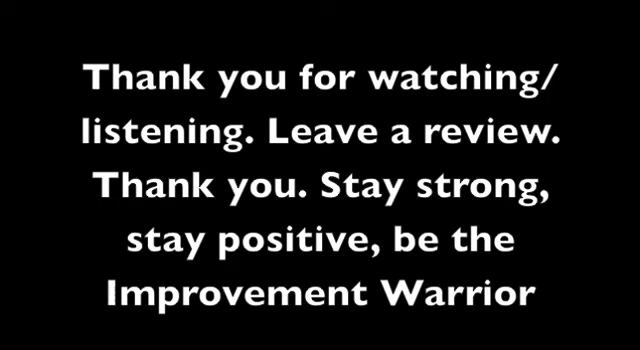 Thank you for watching/
listening. Leave a review.
Thank you. Stay strong,
stay positive, be the
Improvement Warrior